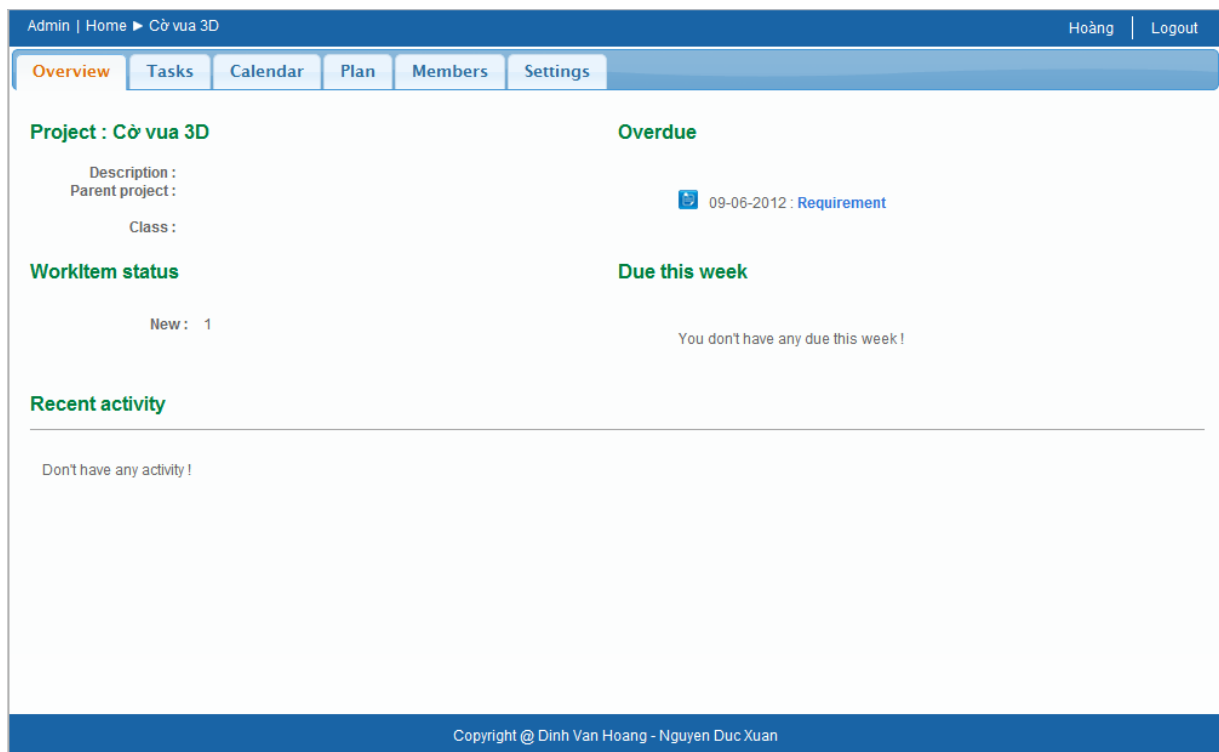 Admin | Home ► Cờ vua 3D
Hoàng | Logout
Overview Tasks Calendar Plan Members Settings
Project : Cờ vua 3D
Description :
Parent project :
Class :
Overdue
09-06-2012 : Requirement
WorkItem status
New : 1
Due this week
You don't have any due this week !
Recent activity
Don't have any activity !
Copyright @ Dinh Van Hoang - Nguyen Duc Xuan